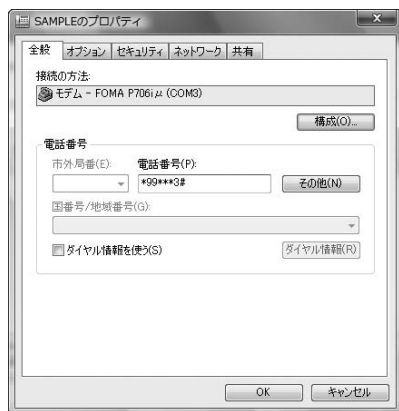 SAMPLEのプロパティ
全般 オプション セキュリティ ネットワーク 共有
接続の方法:
モデム - FOMA P706iμ (COM3)
構成(O)...
電話番号
市外局番(E): 電話番号(P):
*99***3# その他(N)
国番号/地域番号(G):
ダイヤル情報を使う(S) ダイヤル情報(R)
OK キャンセル